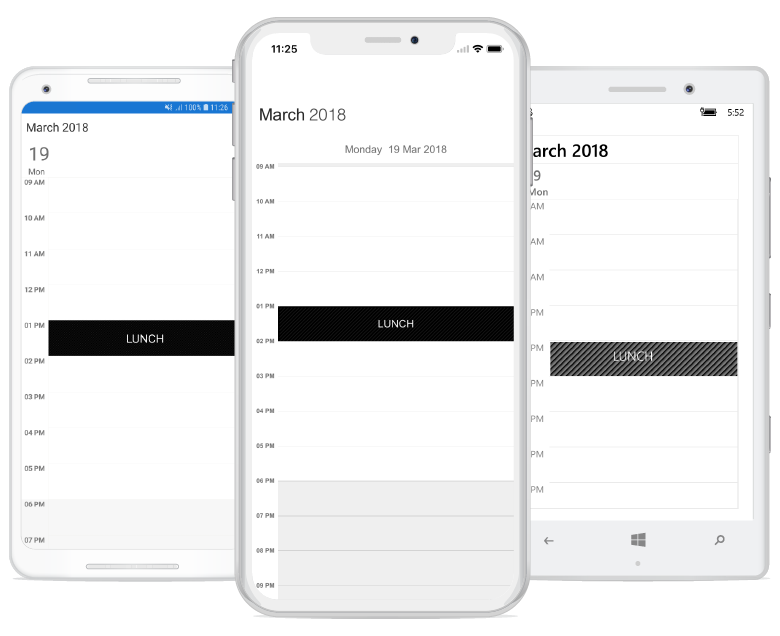 11:26
100%
March 2018
19
Mon
09 AM
10 AM
11 AM
12 PM
01 PM
LUNCH
02 PM
03 PM
04 PM
05 PM
06 PM
07 PM
11:25
March 2018
Monday 19 Mar 2018
09 AM
10 AM
11 AM
12 PM
01 PM
LUNCH
02 PM
03 PM
04 PM
05 PM
06 PM
07 PM
08 PM
09 PM
5:52
arch 2018
9
Mon
AM
AM
AM
PM
PM
LUNCH
PM
PM
PM
PM